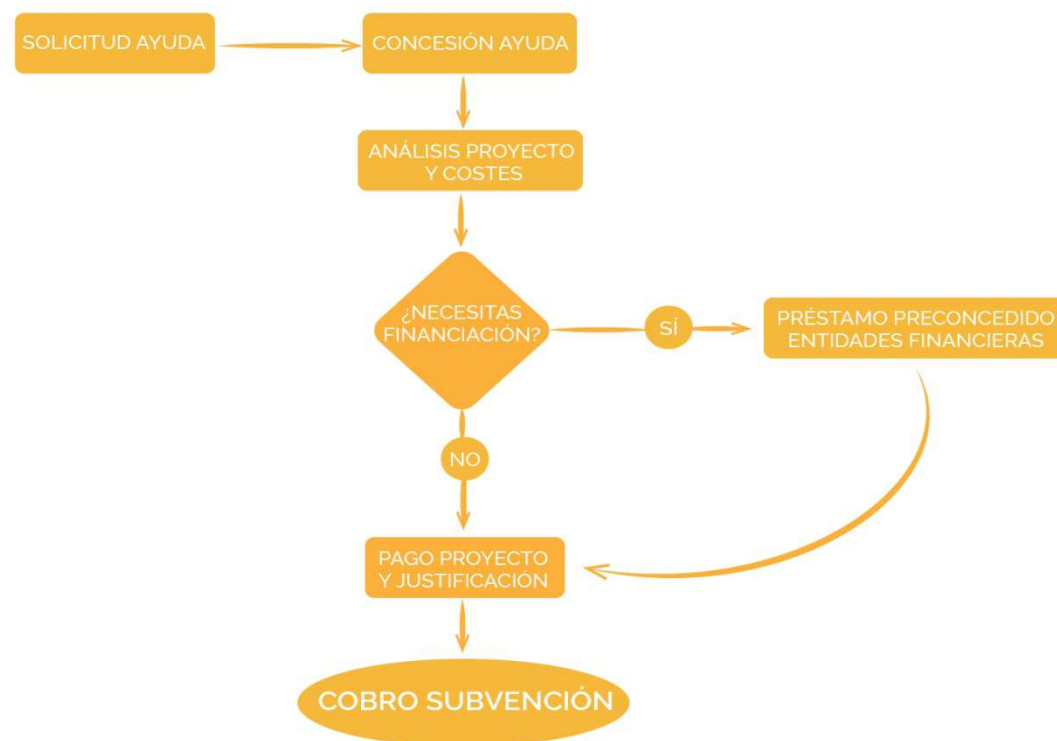 SOLICITUD AYUDA
CONCESIÓN AYUDA
ANÁLISIS PROYECTO
Y COSTES
¿NECESITAS
FINANCIACIÓN?
SÍ
PRÉSTAMO PRECONCEDIDO
ENTIDADES FINANCIERAS
NO
PAGO PROYECTO
Y JUSTIFICACIÓN
COBRO SUBVENCIÓN